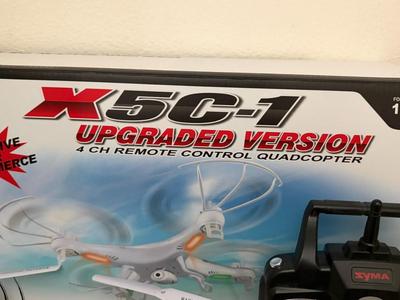 X5C-1
UPGRADED VERSION
4 CH REMOTE CONTROL QUADCOPTER
SYMA